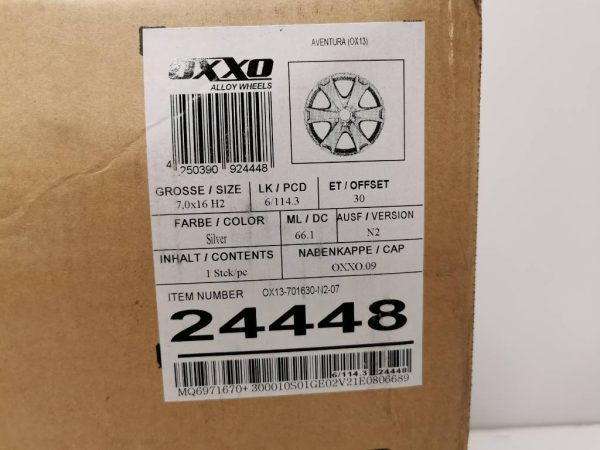 AVENTURA (OX13)
OXXO
ALLOY WHEELS
4 250390 924448
GROSSE / SIZE LK / PCD ET / OFFSET
7,0x16 H2 6/114.3 30
FARBE / COLOR ML / DC AUSF / VERSION
Silver 66.1 N2
INHALT / CONTENTS NABENKAPPE / CAP
1 Stck/pc OXXO.09
ITEM NUMBER OX13-701630-N2-07
24448
6/114.3 24448
MQ6971670+ 300010S01GE02V21E0806689